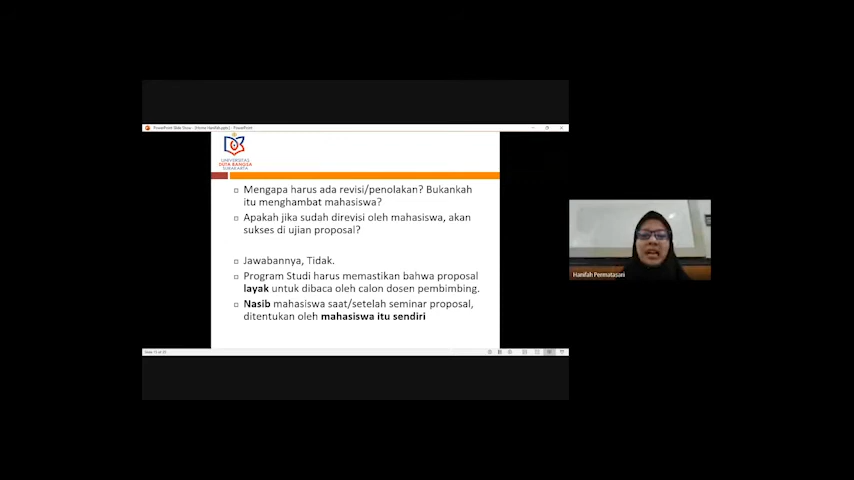 UNIVERSITAS
DUTA BANGSA
SURAKARTA
Mengapa harus ada revisi/penolakan? Bukankah
itu menghambat mahasiswa?
Apakah jika sudah direvisi oleh mahasiswa, akan
sukses di ujian proposal?
Jawabannya, Tidak.
Program Studi harus memastikan bahwa proposal
layak untuk dibaca oleh calon dosen pembimbing.
Nasib mahasiswa saat/setelah seminar proposal,
ditentukan oleh mahasiswa itu sendiri
Hanifah Permatasari